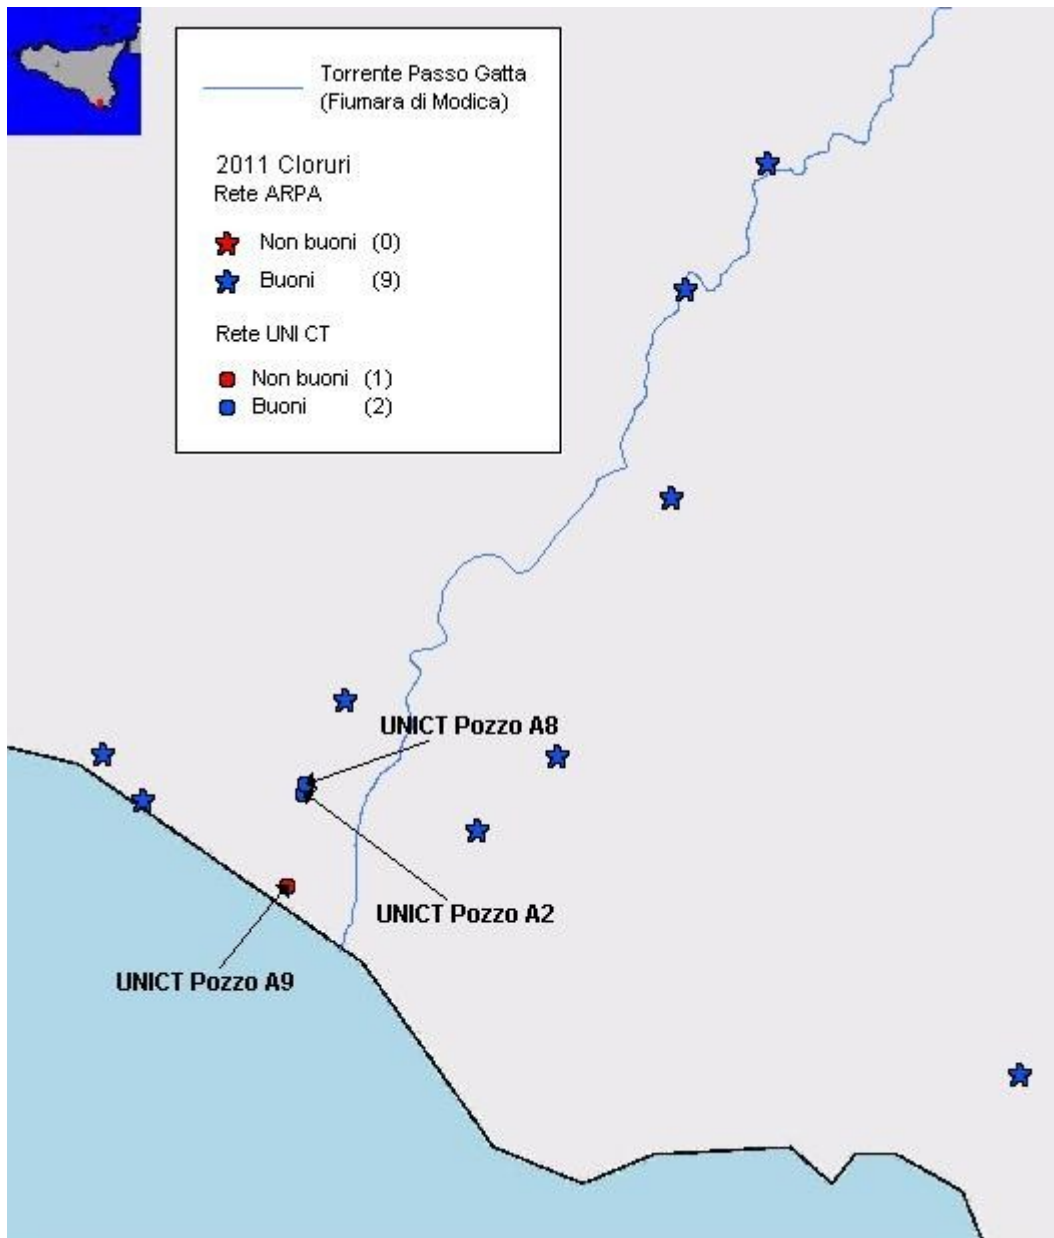 Torrente Passo Gatta
(Fiumara di Modica)
2011 Cloruri
Rete ARPA
Non buoni (0)
Buoni (9)
Rete UNI CT
Non buoni (1)
Buoni (2)
UNICT Pozzo A8
UNICT Pozzo A2
UNICT Pozzo A9